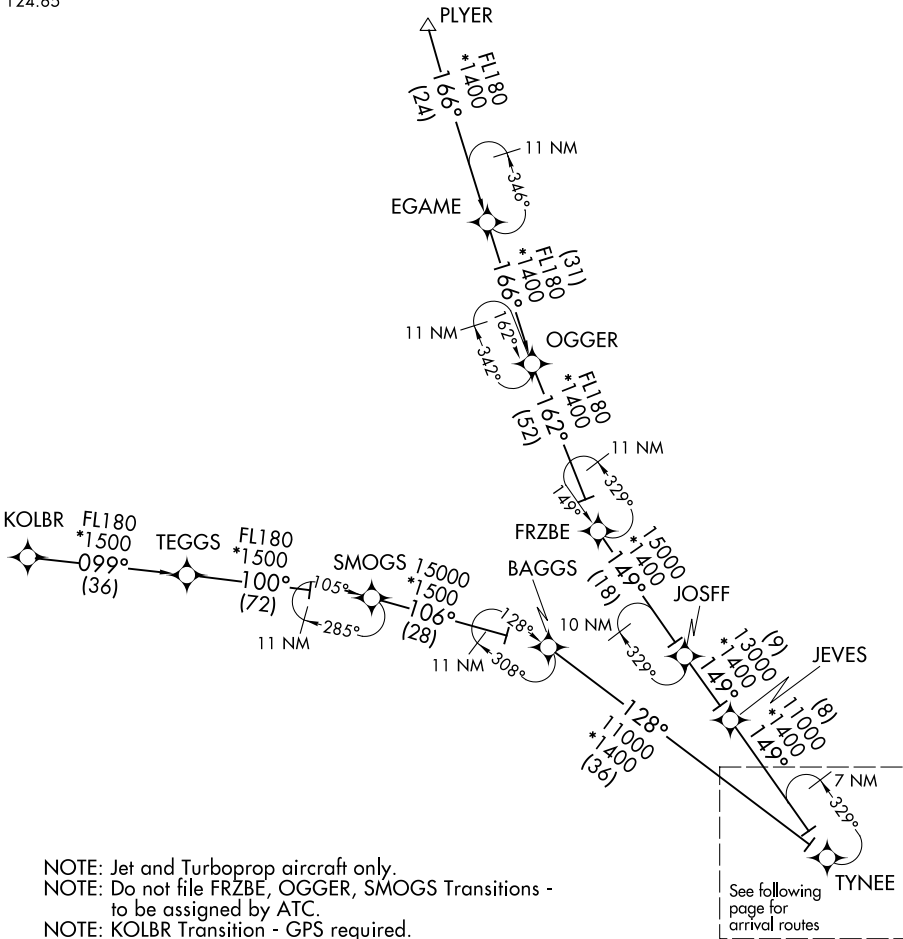 PLYER
FL180
*1400
166°
(24)
11 NM
346°
EGAME
(31)
FL180
*1400
166°
11 NM
162°
342°
OGGER
FL180
*1400
162°
(52)
11 NM
329°
149°
FRZBE
15000
*1400
149°
(18)
KOLBR
FL180
*1500
099°
(36)
TEGGS
FL180
*1500
100°
(72)
105°
285°
11 NM
SMOGS
15000
*1500
106°
(28)
BAGGS
128°
308°
11 NM
JOSFF
10 NM
329°
(9)
13000
*1400
149°
JEVES
(8)
11000
*1400
149°
128°
11000
*1400
(36)
7 NM
329°
TYNEE
See following
page for
arrival routes
NOTE: Jet and Turboprop aircraft only.
NOTE: Do not file FRZBE, OGGER, SMOGS Transitions -
to be assigned by ATC.
NOTE: KOLBR Transition - GPS required.